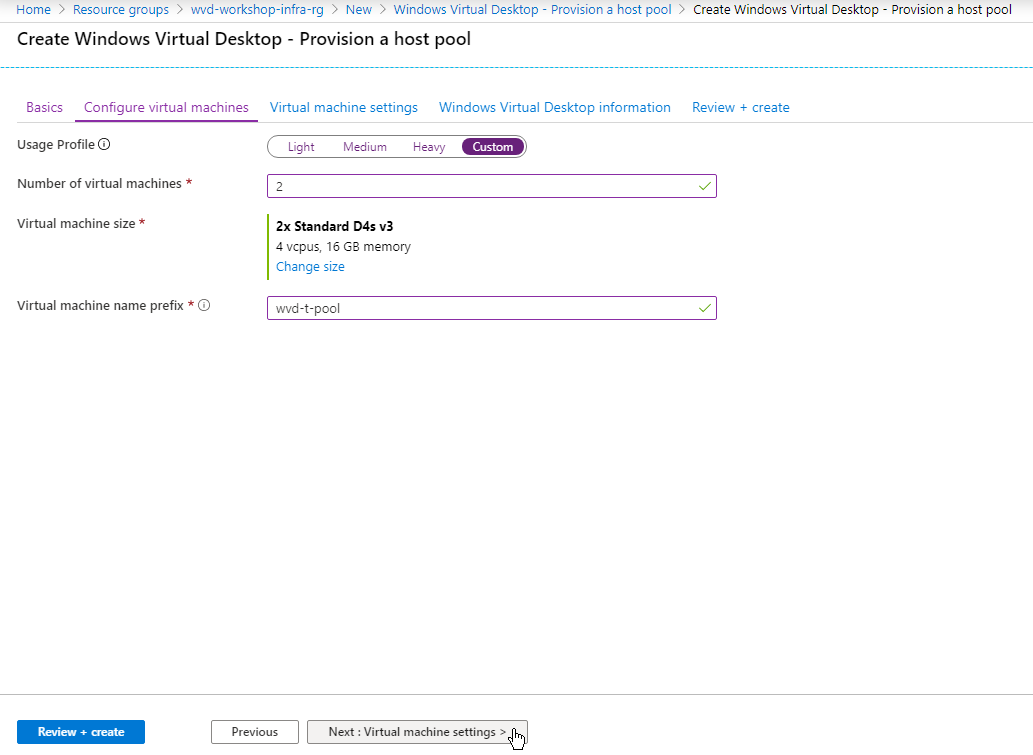 Home > Resource groups > wvd-workshop-infra-rg > New > Windows Virtual Desktop - Provision a host pool > Create Windows Virtual Desktop - Provision a host pool
Create Windows Virtual Desktop - Provision a host pool
Basics Configure virtual machines Virtual machine settings Windows Virtual Desktop information Review + create
Usage Profile Light Medium Heavy Custom
Number of virtual machines * 2
Virtual machine size * 2x Standard D4s v3
4 vcpus, 16 GB memory
Change size
Virtual machine name prefix * wvd-t-pool
Review + create Previous Next : Virtual machine settings >